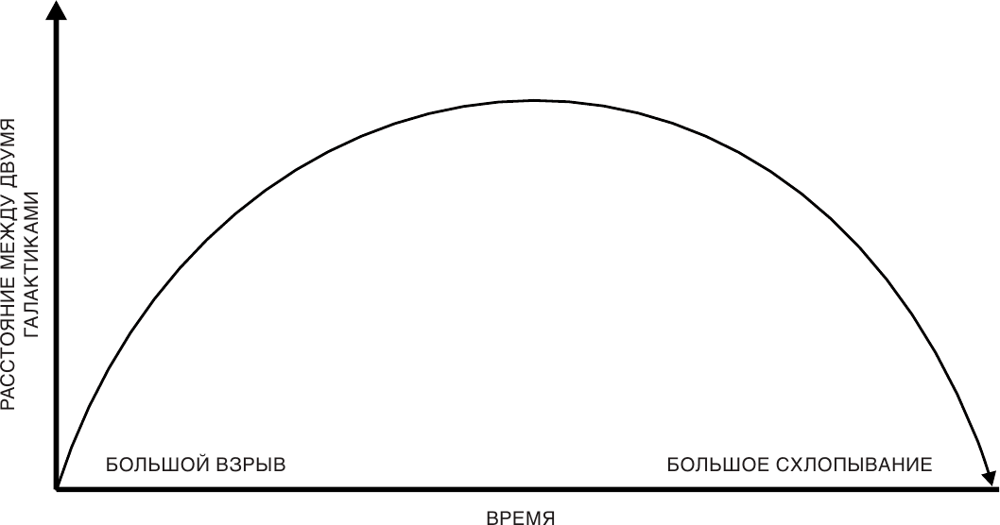 РАССТОЯНИЕ МЕЖДУ ДВУМЯ
ГАЛАКТИКАМИ
БОЛЬШОЙ ВЗРЫВ
БОЛЬШОЕ СХЛОПЫВАНИЕ
ВРЕМЯ